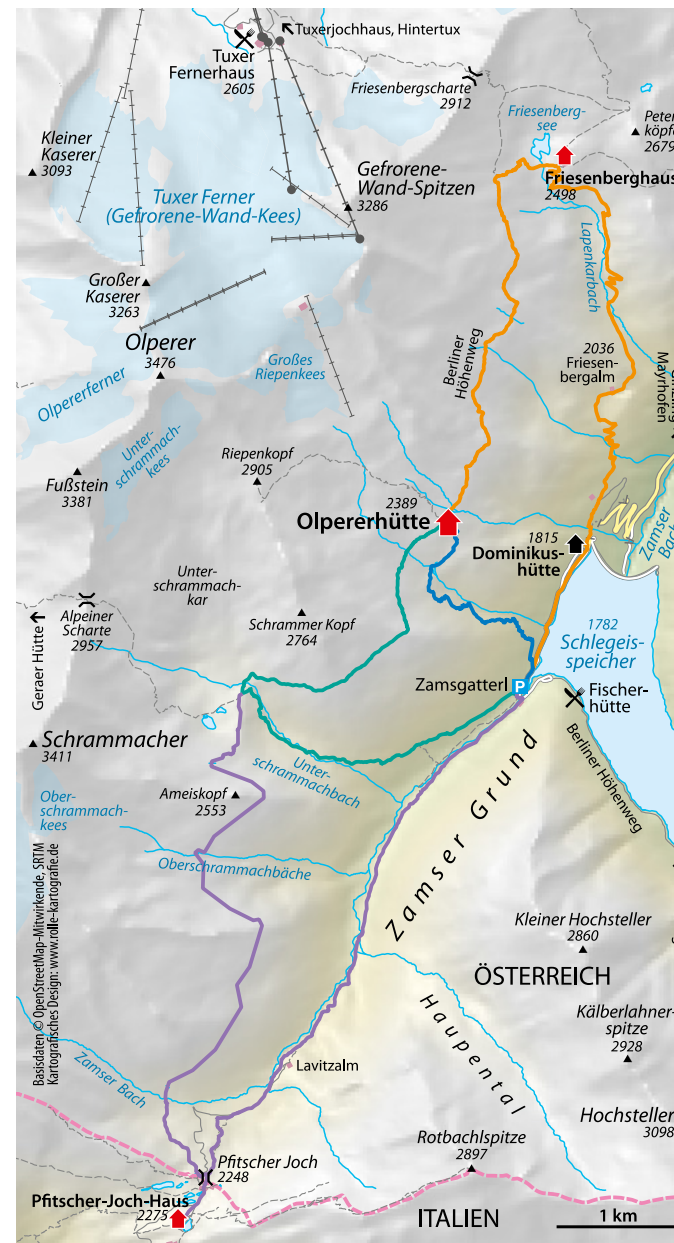 Tuxerjochhaus, Hintertux
Tuxer
Fernerhaus
2605
Friesenbergscharte
2912
Friesenberg-
see
Kleiner
Kaserer
3093
Gefrorene-
Wand-Spitzen
3286
Friesenberghaus
2498
Tuxer Ferner
(Gefrorene-Wand-Kees)
Lapenkarbach
Großer
Kaserer
3263
Olperer
3476
Großes
Riepenkees
Berliner
Höhenweg
2036
Friesen-
bergalm
Mayrhofen
Olpererferner
Unter-
schrammach-
kees
Fußstein
3381
Riepenkopf
2905
2389
Olpererhütte
1815
Dominikus-
hütte
Zamser
Bach
Unter-
schrammach-
kar
Schrammer Kopf
2764
Alpeiner
Scharte
2957
Geraer Hütte
1782
Schlegeis-
speicher
Zamsgatterl
P
Fischer-
hütte
Schrammacher
3411
Unter-
schrammachbach
Berliner Höhenweg
Ober-
schrammach-
kees
Ameiskopf
2553
Zamser Grund
Oberschrammachbäche
Basisdaten © OpenStreetMap-Mitwirkende, SRTM
Kartografisches Design: www.rolle-kartografie.de
Kleiner Hochsteller
2860
ÖSTERREICH
Haupental
Kälberlahner-
spitze
2928
Zamser Bach
Lavitzalm
Hochsteller
3098
Rotbachlspitze
2897
Pfitscher Joch
2248
Pfitscher-Joch-Haus
2275
ITALIEN
1 km